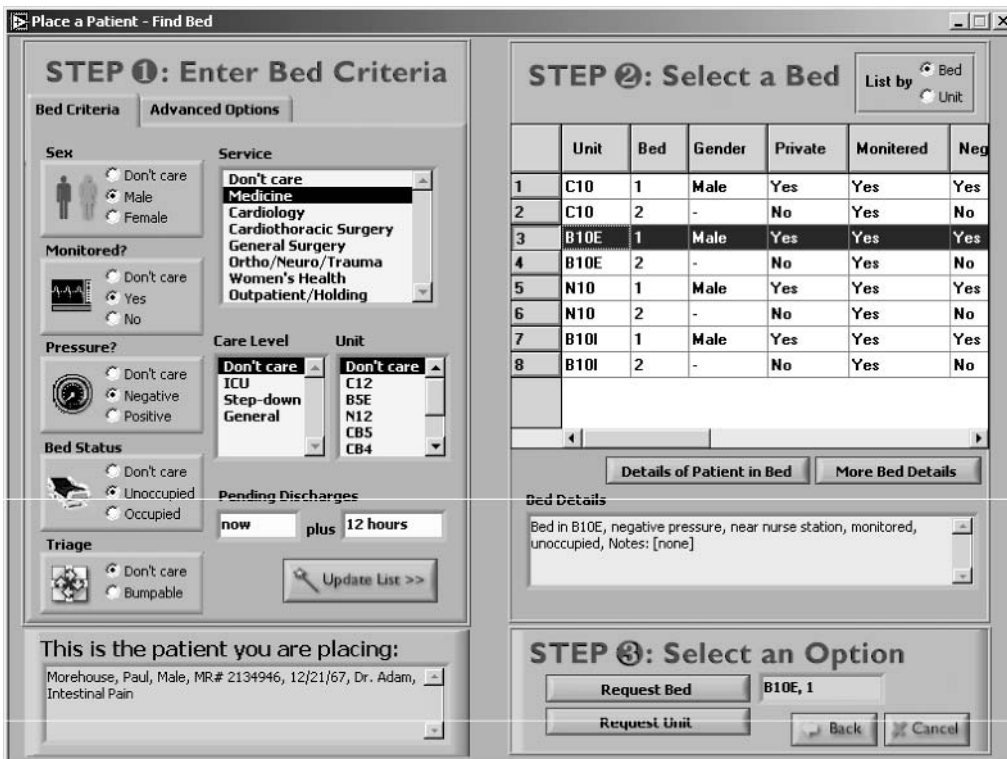 Place a Patient - Find Bed
STEP 1: Enter Bed Criteria
Bed Criteria
Advanced Options
Sex
Don't care
Male
Female
Monitored?
Don't care
Yes
No
Pressure?
Don't care
Negative
Positive
Bed Status
Don't care
Unoccupied
Occupied
Triage
Don't care
Bumpable
Service
Don't care
Medicine
Cardiology
Cardiothoracic Surgery
General Surgery
Ortho/Neuro/Trauma
Women's Health
Outpatient/Holding
Care Level
Don't care
ICU
Step-down
General
Unit
Don't care
C12
B5E
N12
CB5
CB4
Pending Discharges
now plus 12 hours
Update List >>
This is the patient you are placing:
Morehouse, Paul, Male, MR# 2134946, 12/21/67, Dr. Adam,
Intestinal Pain
STEP 2: Select a Bed
List by
Bed
Unit
Unit Bed Gender Private Monitered Neg
1 C10 1 Male Yes Yes Yes
2 C10 2 - No Yes No
3 B10E 1 Male Yes Yes Yes
4 B10E 2 - No Yes No
5 N10 1 Male Yes Yes Yes
6 N10 2 - No Yes No
7 B10I 1 Male Yes Yes Yes
8 B10I 2 - No Yes No
Details of Patient in Bed
More Bed Details
Bed Details
Bed in B10E, negative pressure, near nurse station, monitored,
unoccupied, Notes: [none]
STEP 3: Select an Option
Request Bed
B10E, 1
Request Unit
Back
Cancel